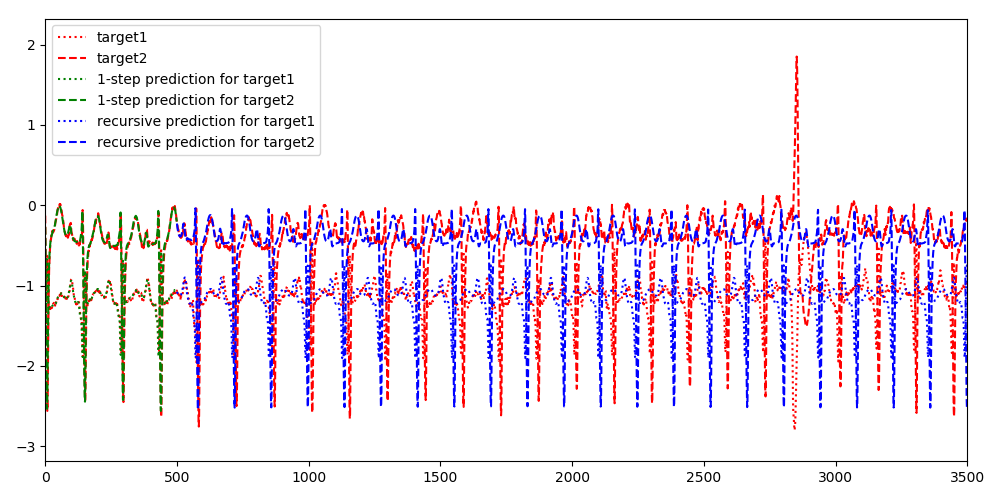 target1
target2
1-step prediction for target1
1-step prediction for target2
recursive prediction for target1
recursive prediction for target2
2
1
0
−1
−2
−3
0 500 1000 1500 2000 2500 3000 3500